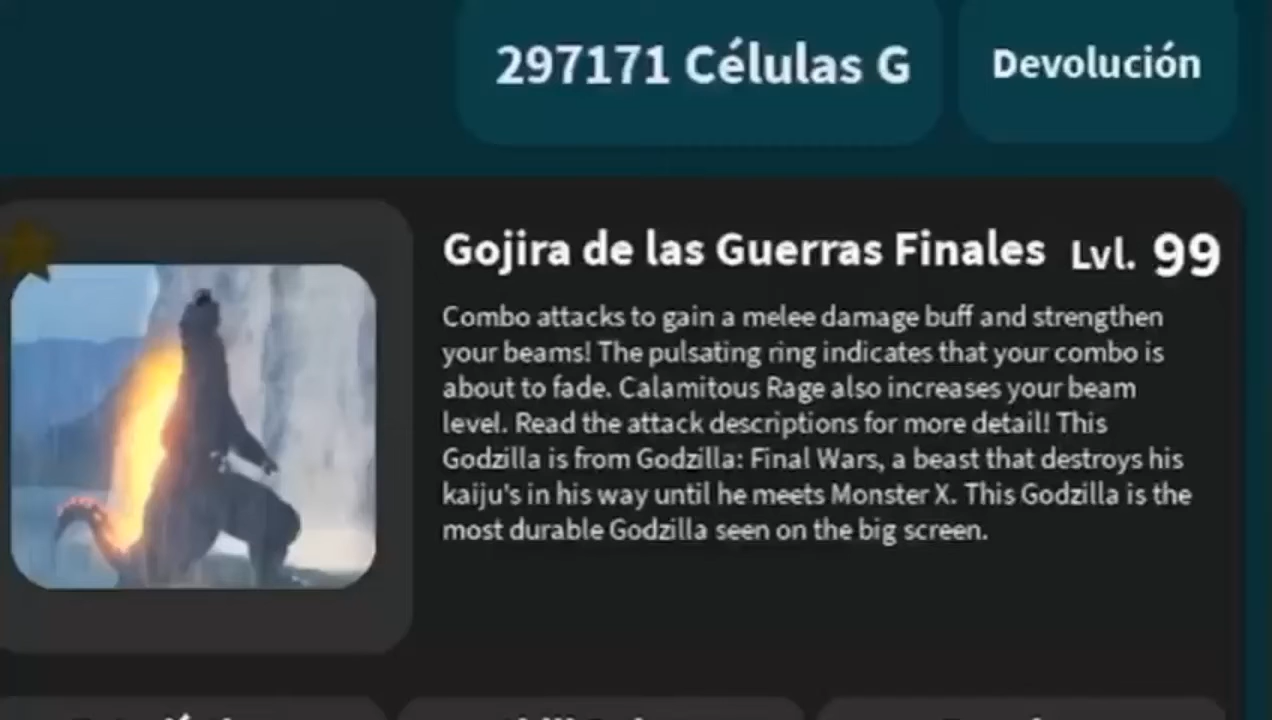 297171 Células G
Devolución
Gojira de las Guerras Finales
Lvl. 99
Combo attacks to gain a melee damage buff and strengthen
your beams! The pulsating ring indicates that your combo is
about to fade. Calamitous Rage also increases your beam
level. Read the attack descriptions for more detail! This
Godzilla is from Godzilla: Final Wars, a beast that destroys his
kaiju's in his way until he meets Monster X. This Godzilla is the
most durable Godzilla seen on the big screen.